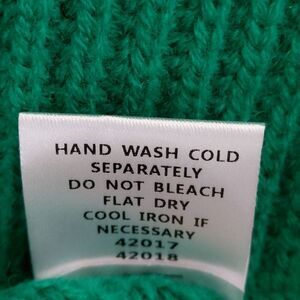 HAND WASH COLD
SEPARATELY
DO NOT BLEACH
FLAT DRY
COOL IRON IF
NECESSARY
42017
42018